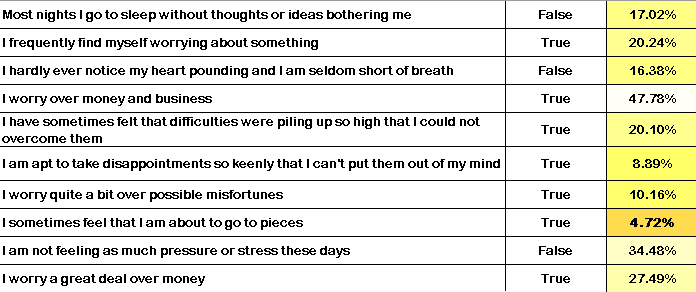 Most nights I go to sleep without thoughts or ideas bothering me False 17.02%
I frequently find myself worrying about something True 20.24%
I hardly ever notice my heart pounding and I am seldom short of breath False 16.38%
I worry over money and business True 47.78%
I have sometimes felt that difficulties were piling up so high that I could not
overcome them True 20.10%
I am apt to take disappointments so keenly that I can't put them out of my mind True 8.89%
I worry quite a bit over possible misfortunes True 10.16%
I sometimes feel that I am about to go to pieces True 4.72%
I am not feeling as much pressure or stress these days False 34.48%
I worry a great deal over money True 27.49%